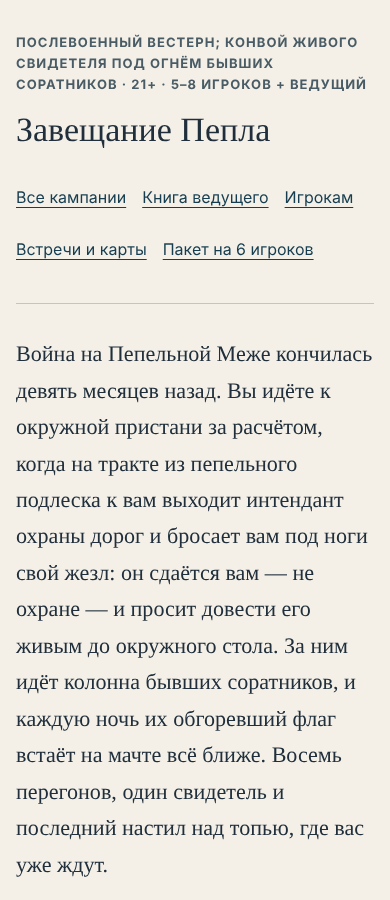 ПОСЛЕВОЕННЫЙ ВЕСТЕРН; КОНВОЙ ЖИВОГО
СВИДЕТЕЛЯ ПОД ОГНЁМ БЫВШИХ
СОРАТНИКОВ · 21+ · 5–8 ИГРОКОВ + ВЕДУЩИЙ
Завещание Пепла
Все кампании Книга ведущего Игрокам
Встречи и карты Пакет на 6 игроков
Война на Пепельной Меже кончилась
девять месяцев назад. Вы идёте к
окружной пристани за расчётом,
когда на тракте из пепельного
подлеска к вам выходит интендант
охраны дорог и бросает вам под ноги
свой жезл: он сдаётся вам — не
охране — и просит довести его
живым до окружного стола. За ним
идёт колонна бывших соратников, и
каждую ночь их обгоревший флаг
встаёт на мачте всё ближе. Восемь
перегонов, один свидетель и
последний настил над топью, где вас
уже ждут.